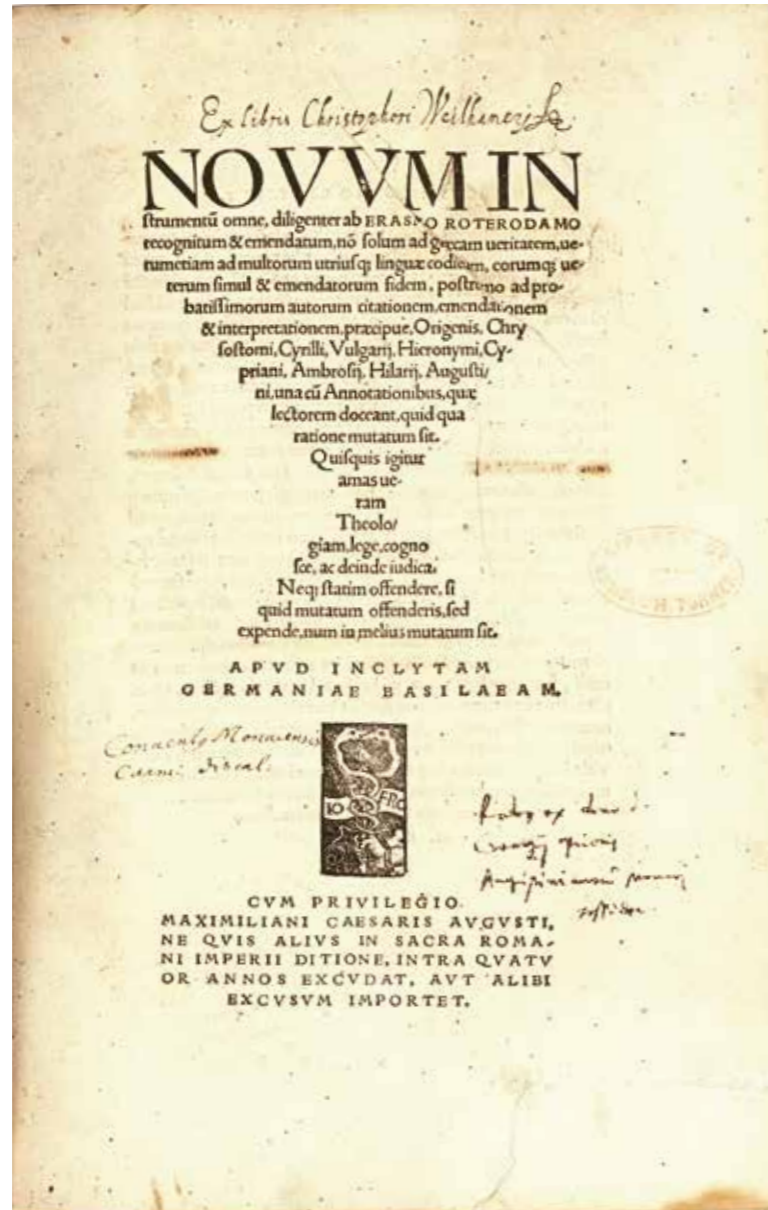 Ex libris Christophori
NOVVM IN
strumentū omne, diligenter ab ERASMO ROTERODAMO
recognitum & emendatum, nō solum ad græcam ueritatem, ue-
rumetiam ad multorum utriusq; linguæ codicum, eorumq; ue-
terum simul & emendatorum fidem, postremo ad pro-
batissimorum autorum citationem, emendationem
& interpretationem, præcipue, Origenis, Chry
sostomi, Cyrilli, Vulgarij, Hieronymi, Cy-
priani, Ambrosij, Hilarij, Augusti/
ni, una cū Annotationibus, quæ
lectorem doceant, quid qua
ratione mutatum sit.
Quisquis igitur
amas ue-
ram
Theolo/
giam, lege, cogno
sce, ac deinde iudica.
Neq; statim offendere, si
quid mutatum offenderis, sed
expende, num in melius mutatum sit.
APVD INCLYTAM
GERMANIAE BASILAEAM.
IO FRO
CVM PRIVILEGIO
MAXIMILIANI CAESARIS AVGVSTI,
NE QVIS ALIVS IN SACRA ROMA-
NI IMPERII DITIONE, INTRA QVATV
OR ANNOS EXCVDAT, AVT ALIBI
EXCVSVM IMPORTET.